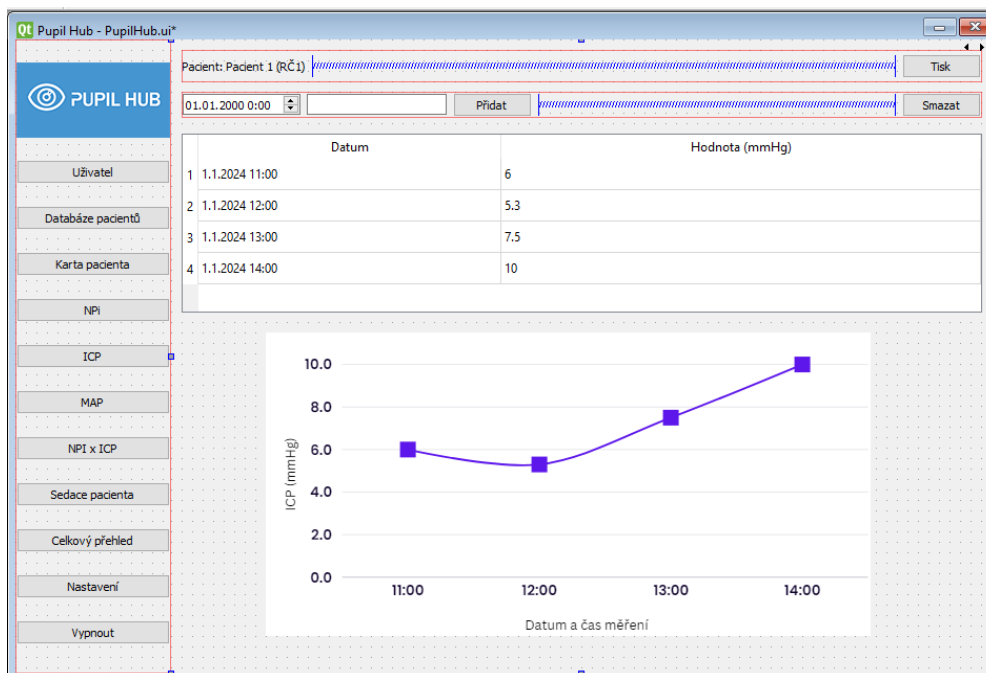 Qt Pupil Hub - PupilHub.ui*
PUPIL HUB
Uživatel
Databáze pacientů
Karta pacienta
NPi
ICP
MAP
NPI x ICP
Sedace pacienta
Celkový přehled
Nastavení
Vypnout
Pacient: Pacient 1 (RČ1) Tisk
01.01.2000 0:00 Přidat Smazat
Datum Hodnota (mmHg)
1 1.1.2024 11:00 6
2 1.1.2024 12:00 5.3
3 1.1.2024 13:00 7.5
4 1.1.2024 14:00 10
ICP (mmHg)
10.0
8.0
6.0
4.0
2.0
0.0
11:00 12:00 13:00 14:00
Datum a čas měření